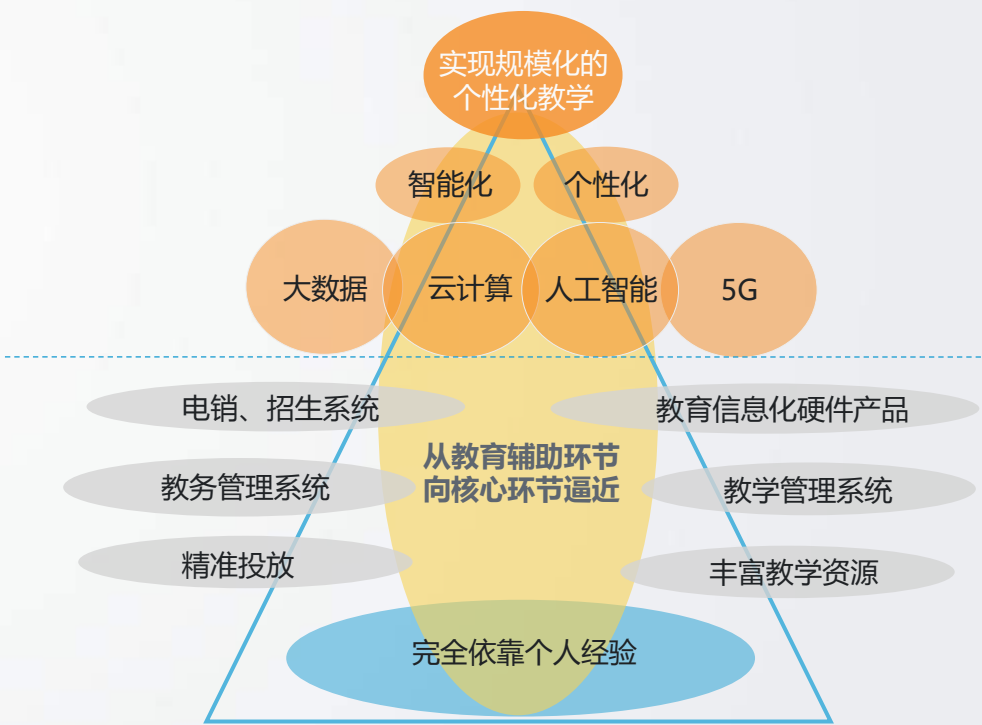 实现规模化的
个性化教学
智能化
个性化
大数据
云计算
人工智能
5G
电销、招生系统
教育信息化硬件产品
从教育辅助环节
向核心环节逼近
教务管理系统
教学管理系统
精准投放
丰富教学资源
完全依靠个人经验